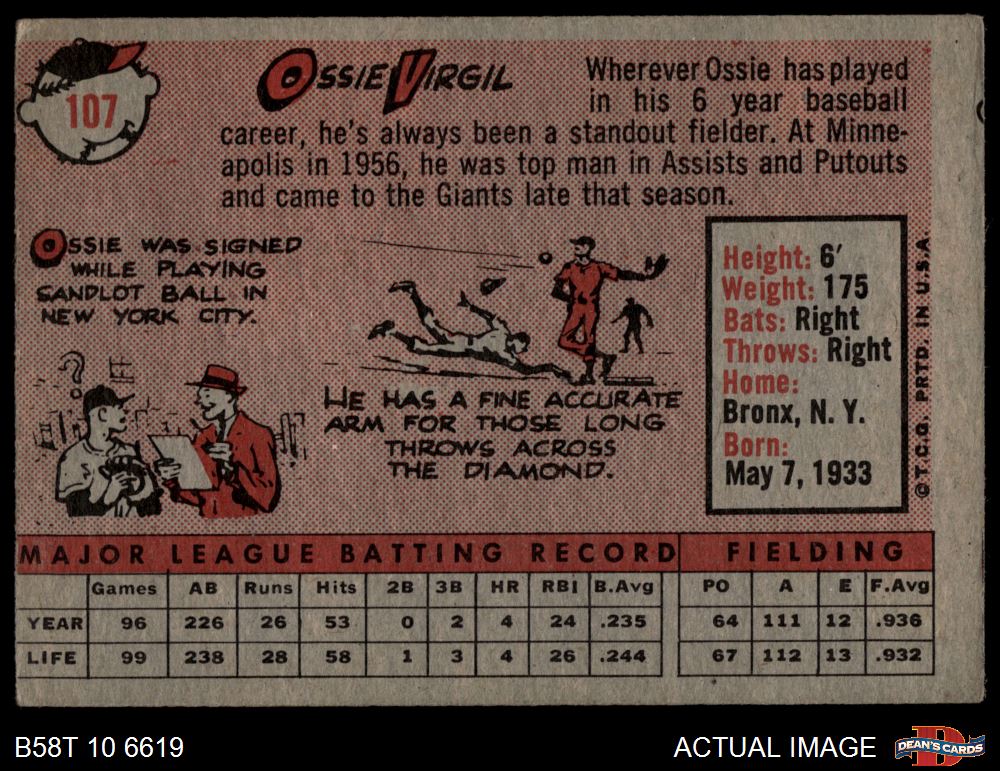 107
OSSIE VIRGIL
Wherever Ossie has played
in his 6 year baseball
career, he's always been a standout fielder. At Minne-
apolis in 1956, he was top man in Assists and Putouts
and came to the Giants late that season.
OSSIE WAS SIGNED
WHILE PLAYING
SANDLOT BALL IN
NEW YORK CITY.
?
HE HAS A FINE ACCURATE
ARM FOR THOSE LONG
THROWS ACROSS
THE DIAMOND.
Height: 6'
Weight: 175
Bats: Right
Throws: Right
Home:
Bronx, N. Y.
Born:
May 7, 1933
© T.C.G. PRTD. IN U.S.A.
MAJOR LEAGUE BATTING RECORD FIELDING
Games AB Runs Hits 2B 3B HR RBI B.Avg PO A E F.Avg
YEAR 96 226 26 53 0 2 4 24 .235 64 111 12 .936
LIFE 99 238 28 58 1 3 4 26 .244 67 112 13 .932
B58T 10 6619
ACTUAL IMAGE
D
DEAN'S CARDS